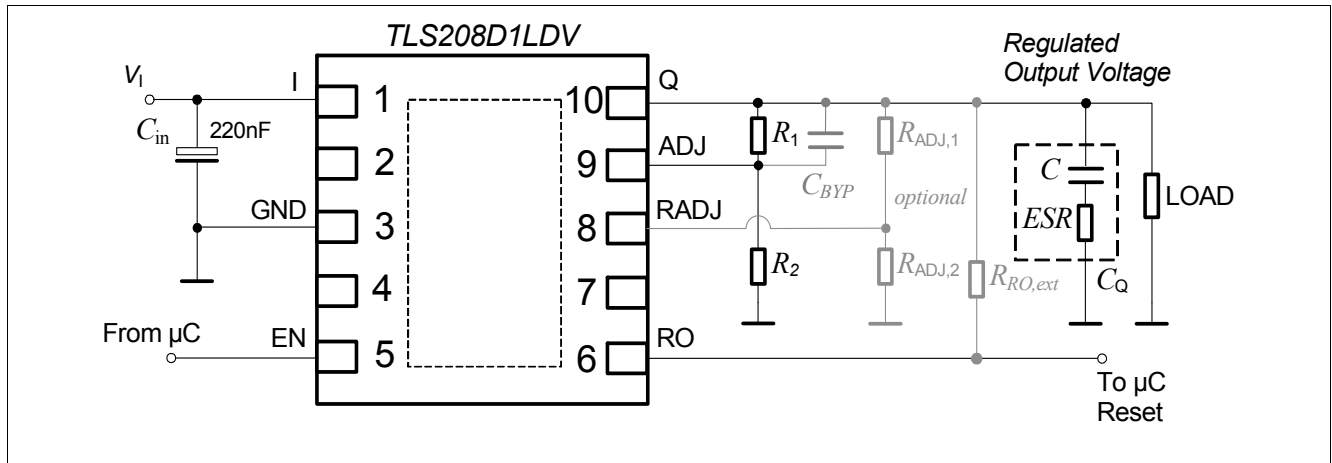 TLS208D1LDV
Regulated
Output Voltage
V_I
I
1
10
Q
C_in
220nF
R_1
R_ADJ,1
2
9
ADJ
C_BYP
C
LOAD
GND
3
8
RADJ
optional
ESR
4
7
R_2
R_ADJ,2
R_RO,ext
C_Q
From µC
EN
5
6
RO
To µC
Reset